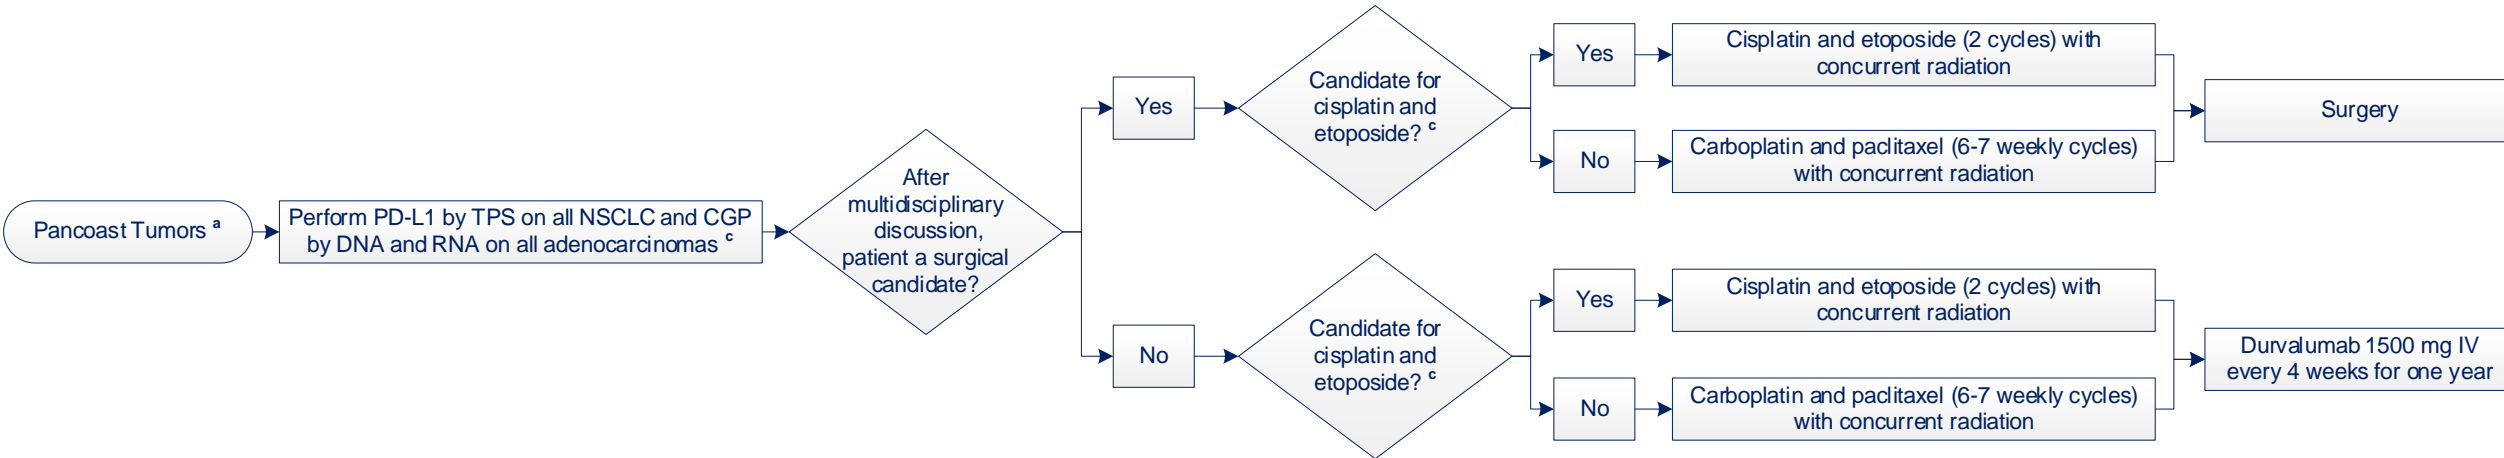 Pancoast Tumors a
Perform PD-L1 by TPS on all NSCLC and CGP
by DNA and RNA on all adenocarcinomas c
After
multidisciplinary
discussion,
patient a surgical
candidate?
Yes
Candidate for
cisplatin and
etoposide? c
Yes
Cisplatin and etoposide (2 cycles) with
concurrent radiation
No
Carboplatin and paclitaxel (6-7 weekly cycles)
with concurrent radiation
Surgery
No
Candidate for
cisplatin and
etoposide? c
Yes
Cisplatin and etoposide (2 cycles) with
concurrent radiation
No
Carboplatin and paclitaxel (6-7 weekly cycles)
with concurrent radiation
Durvalumab 1500 mg IV
every 4 weeks for one year